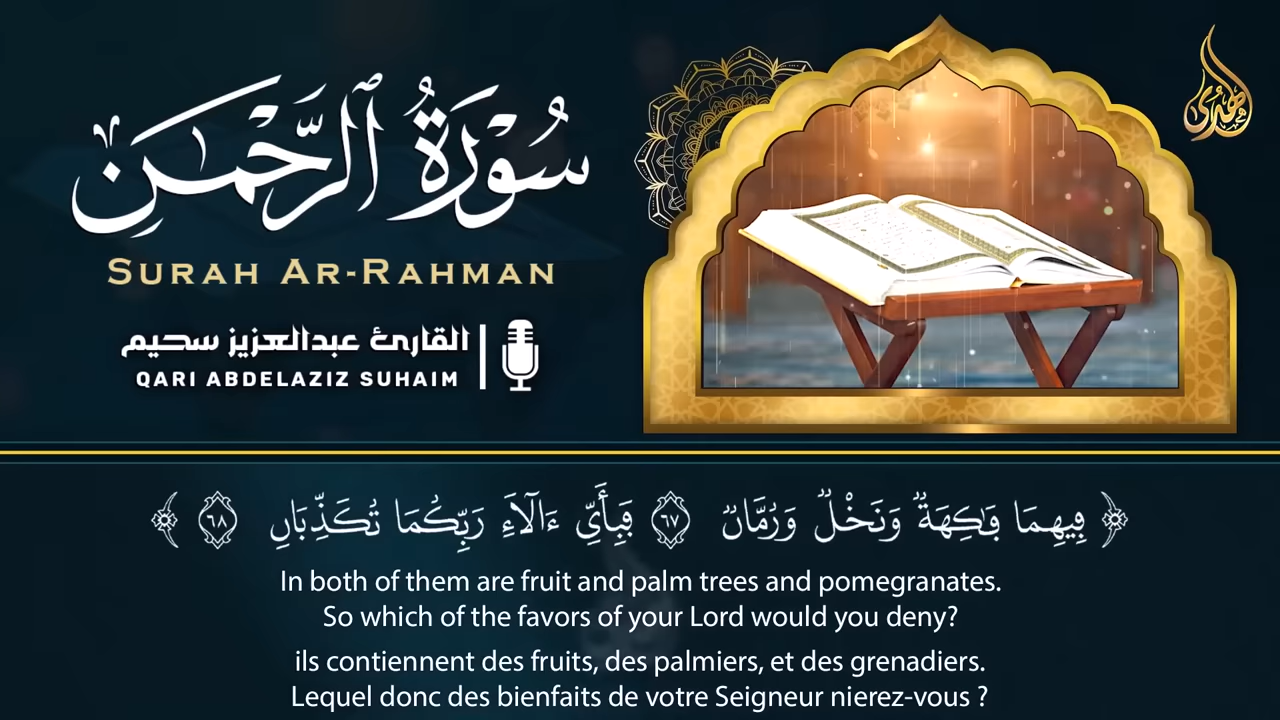 سُورَةُ ٱلرَّحْمَـٰنِ
SURAH AR-RAHMAN
القارئ عبدالعزيز سحيم
QARI ABDELAZIZ SUHAIM
الهدى
فِيهِمَا فَـٰكِهَةٌ وَنَخْلٌ وَرُمَّانٌ ٦٧ فَبِأَىِّ ءَالَآءِ رَبِّكُمَا تُكَذِّبَانِ ٦٨
In both of them are fruit and palm trees and pomegranates.
So which of the favors of your Lord would you deny?
ils contiennent des fruits, des palmiers, et des grenadiers.
Lequel donc des bienfaits de votre Seigneur nierez-vous ?